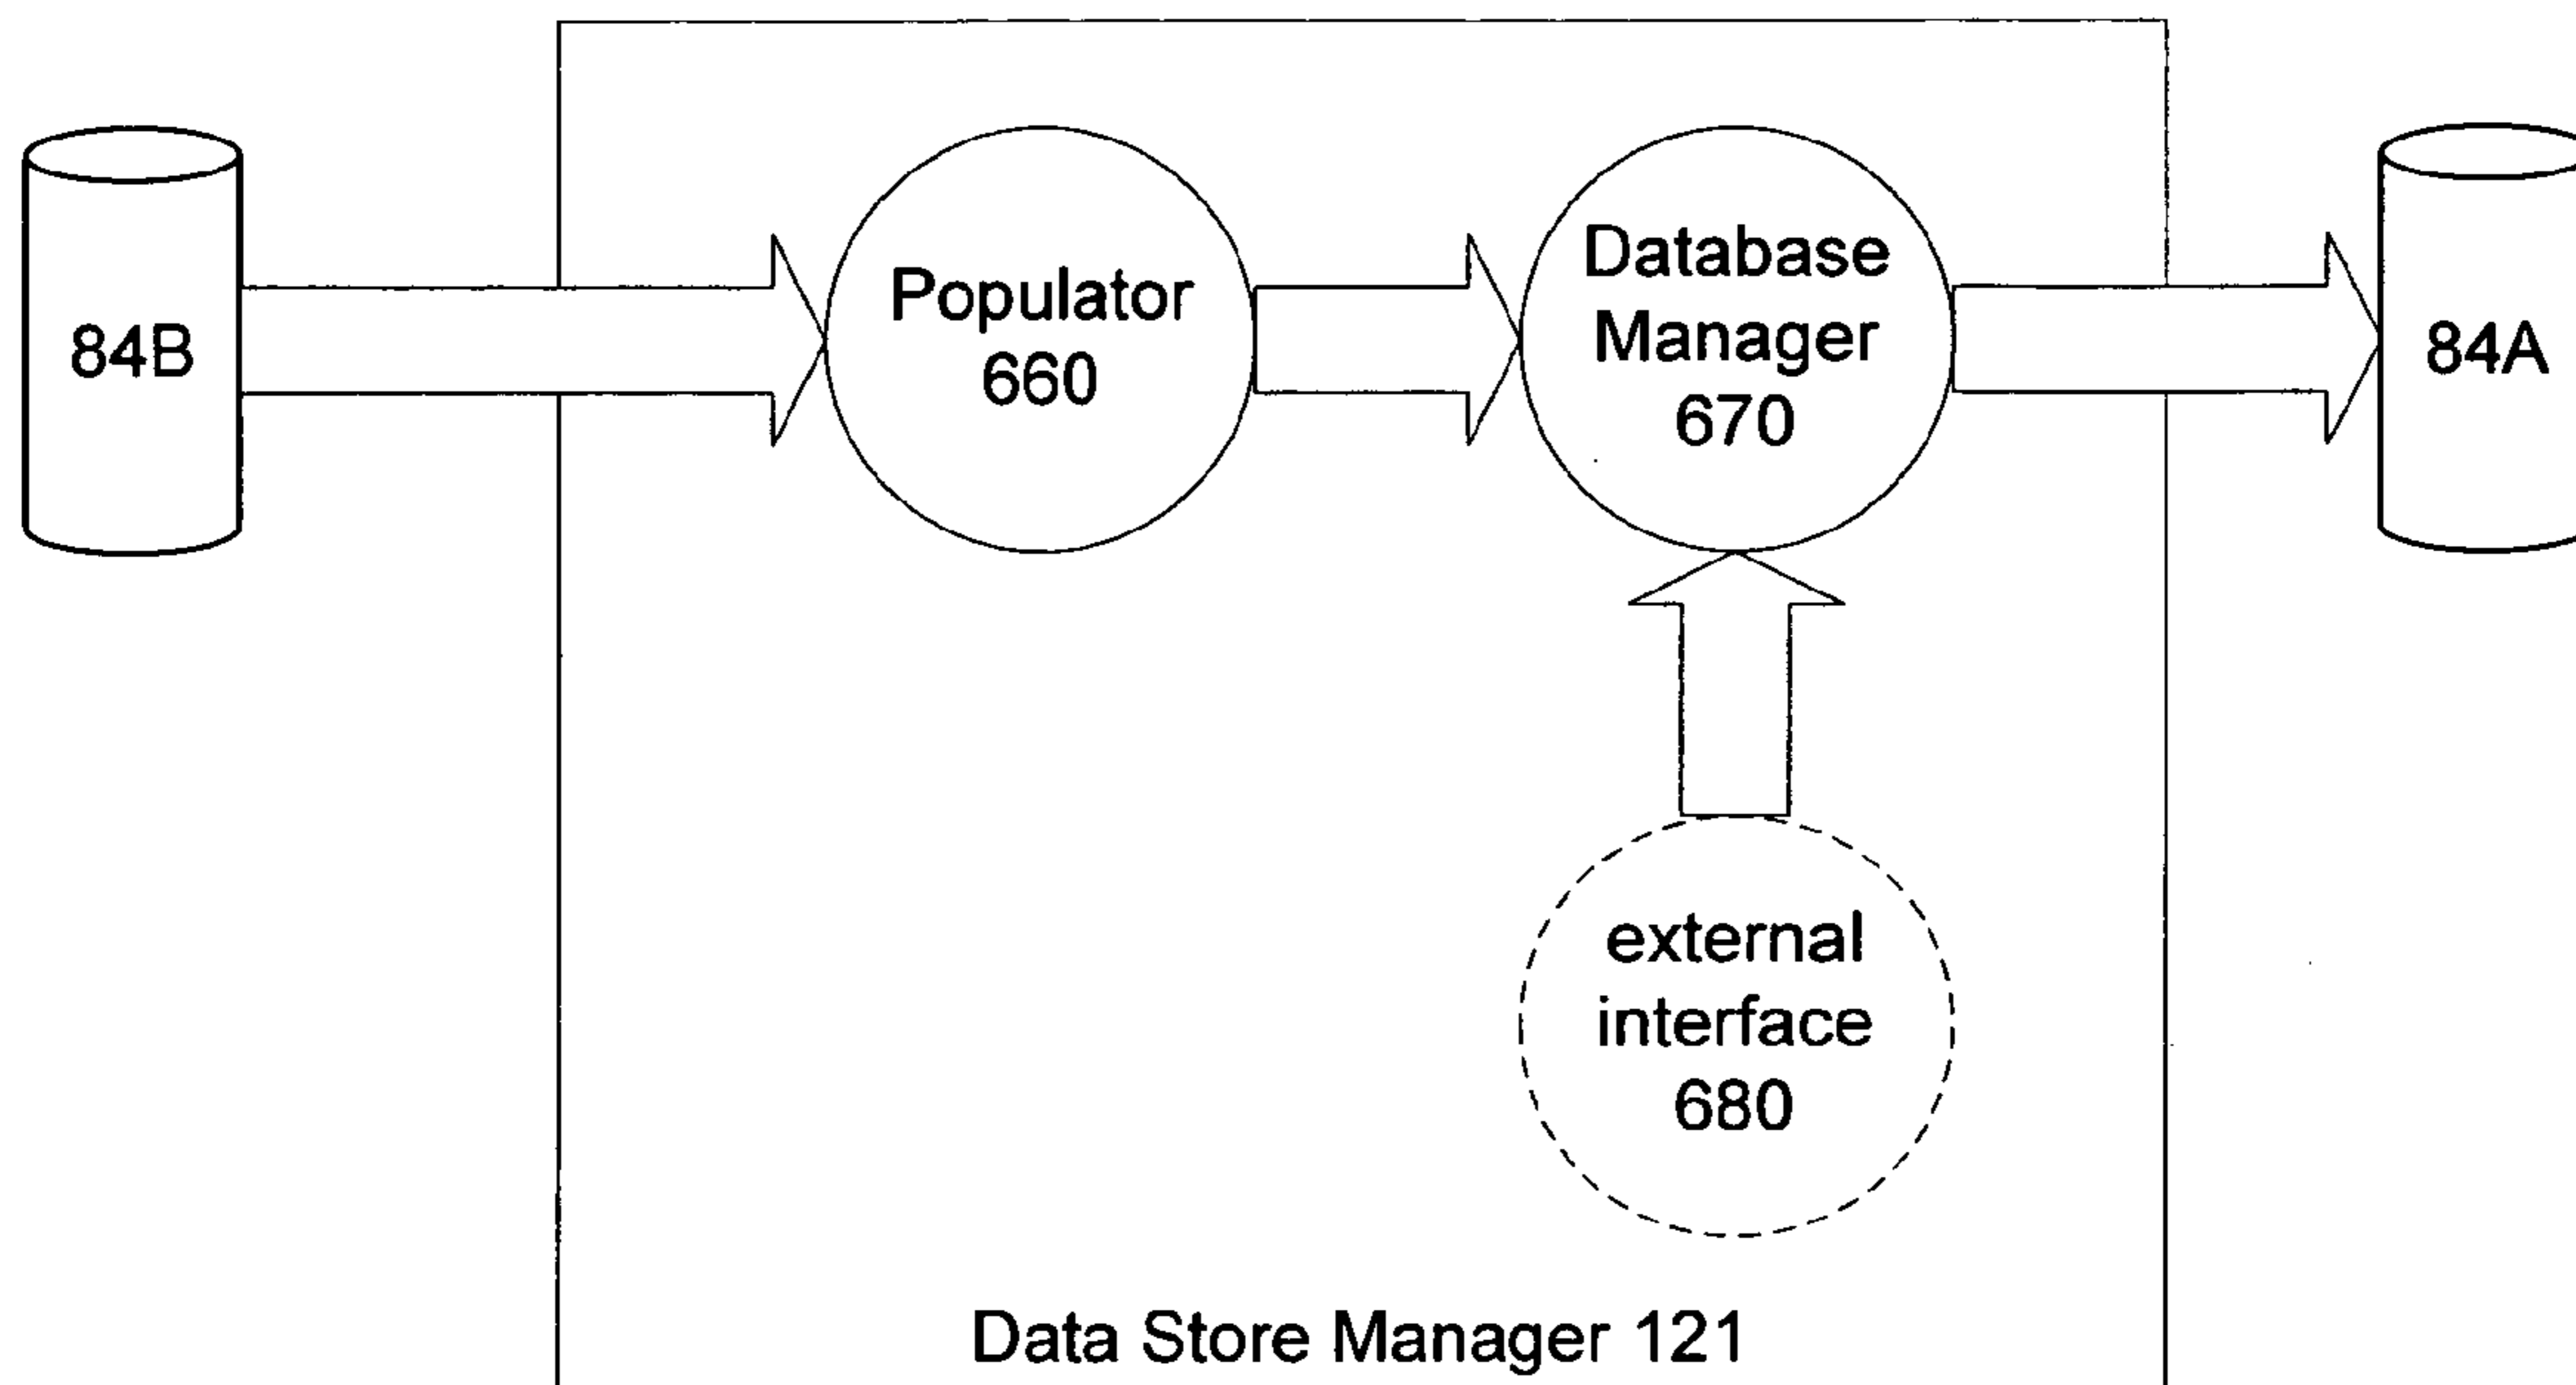 84B
Populator
660
Database
Manager
670
84A
external
interface
680
Data Store Manager 121